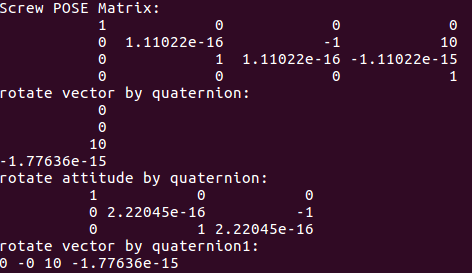 Screw POSE Matrix:
1 0 0 0
0 1.11022e-16 -1 10
0 1 1.11022e-16 -1.11022e-15
0 0 0 1
rotate vector by quaternion:
0
0
10
-1.77636e-15
rotate attitude by quaternion:
1 0 0
0 2.22045e-16 -1
0 1 2.22045e-16
rotate vector by quaternion1:
0 -0 10 -1.77636e-15